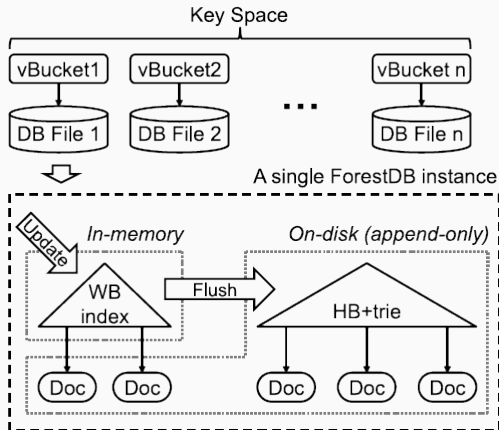 Key Space
vBucket1 vBucket2 vBucket n
...
DB File 1 DB File 2 DB File n
A single ForestDB instance
Update In-memory On-disk (append-only)
WB
index
Flush
HB+trie
Doc Doc Doc Doc Doc